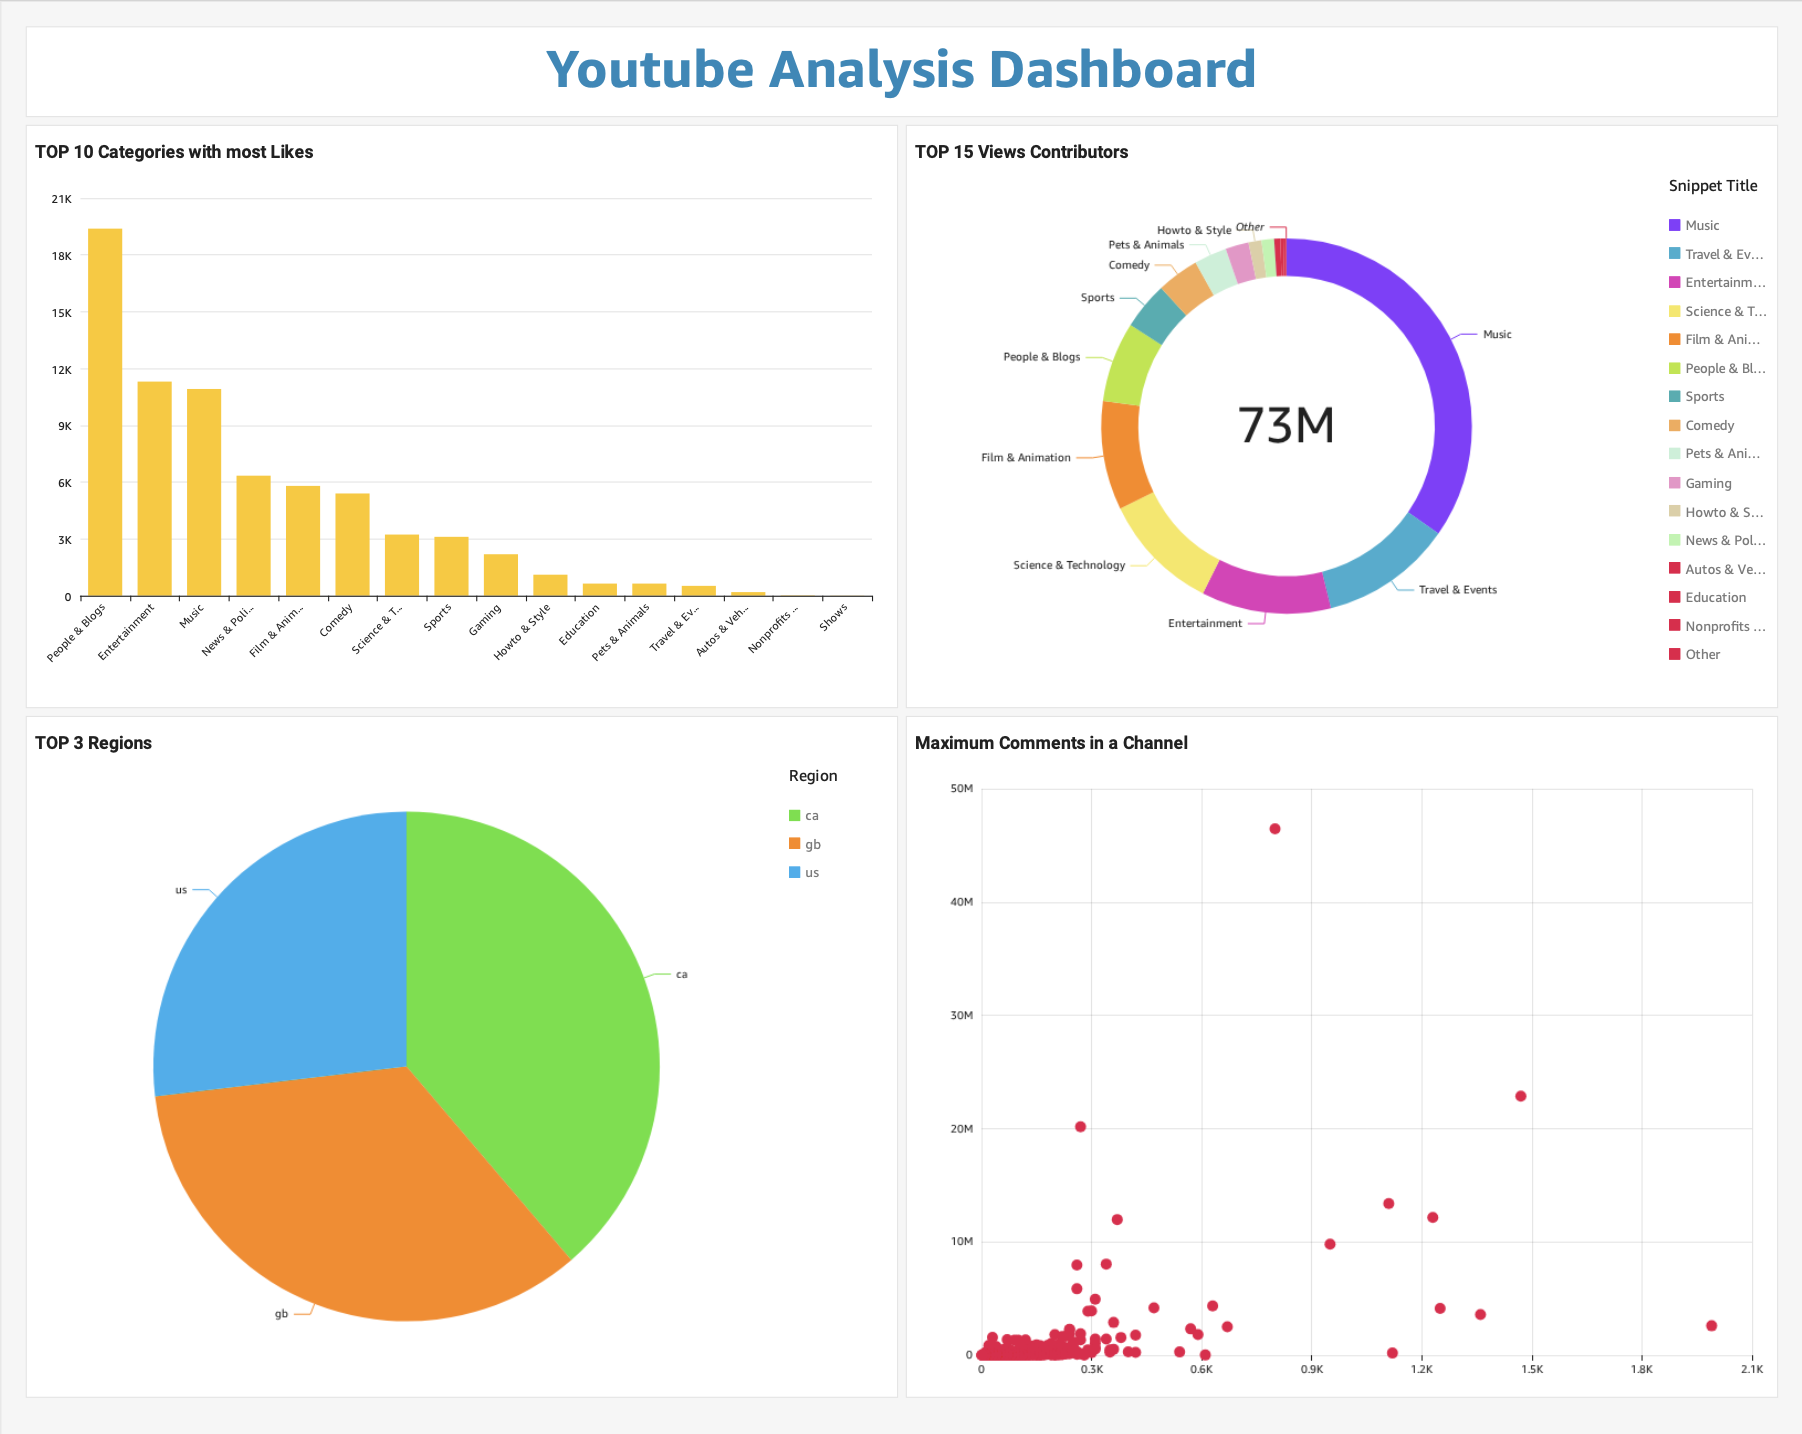 Youtube Analysis Dashboard
TOP 10 Categories with most Likes
21K
18K
15K
12K
9K
6K
3K
0
People & Blogs
Entertainment
Music
News & Poli...
Film & Anim...
Comedy
Science & T...
Sports
Gaming
Howto & Style
Education
Pets & Animals
Travel & Ev...
Autos & Veh...
Nonprofits ...
Shows
TOP 15 Views Contributors
Other
Howto & Style
Pets & Animals
Comedy
Sports
People & Blogs
Film & Animation
Science & Technology
Entertainment
Travel & Events
Music
73M
Snippet Title
Music
Travel & Ev...
Entertainm...
Science & T...
Film & Ani...
People & Bl...
Sports
Comedy
Pets & Ani...
Gaming
Howto & S...
News & Pol...
Autos & Ve...
Education
Nonprofits ...
Other
TOP 3 Regions
us
ca
gb
Region
ca
gb
us
Maximum Comments in a Channel
50M
40M
30M
20M
10M
0
0
0.3K
0.6K
0.9K
1.2K
1.5K
1.8K
2.1K